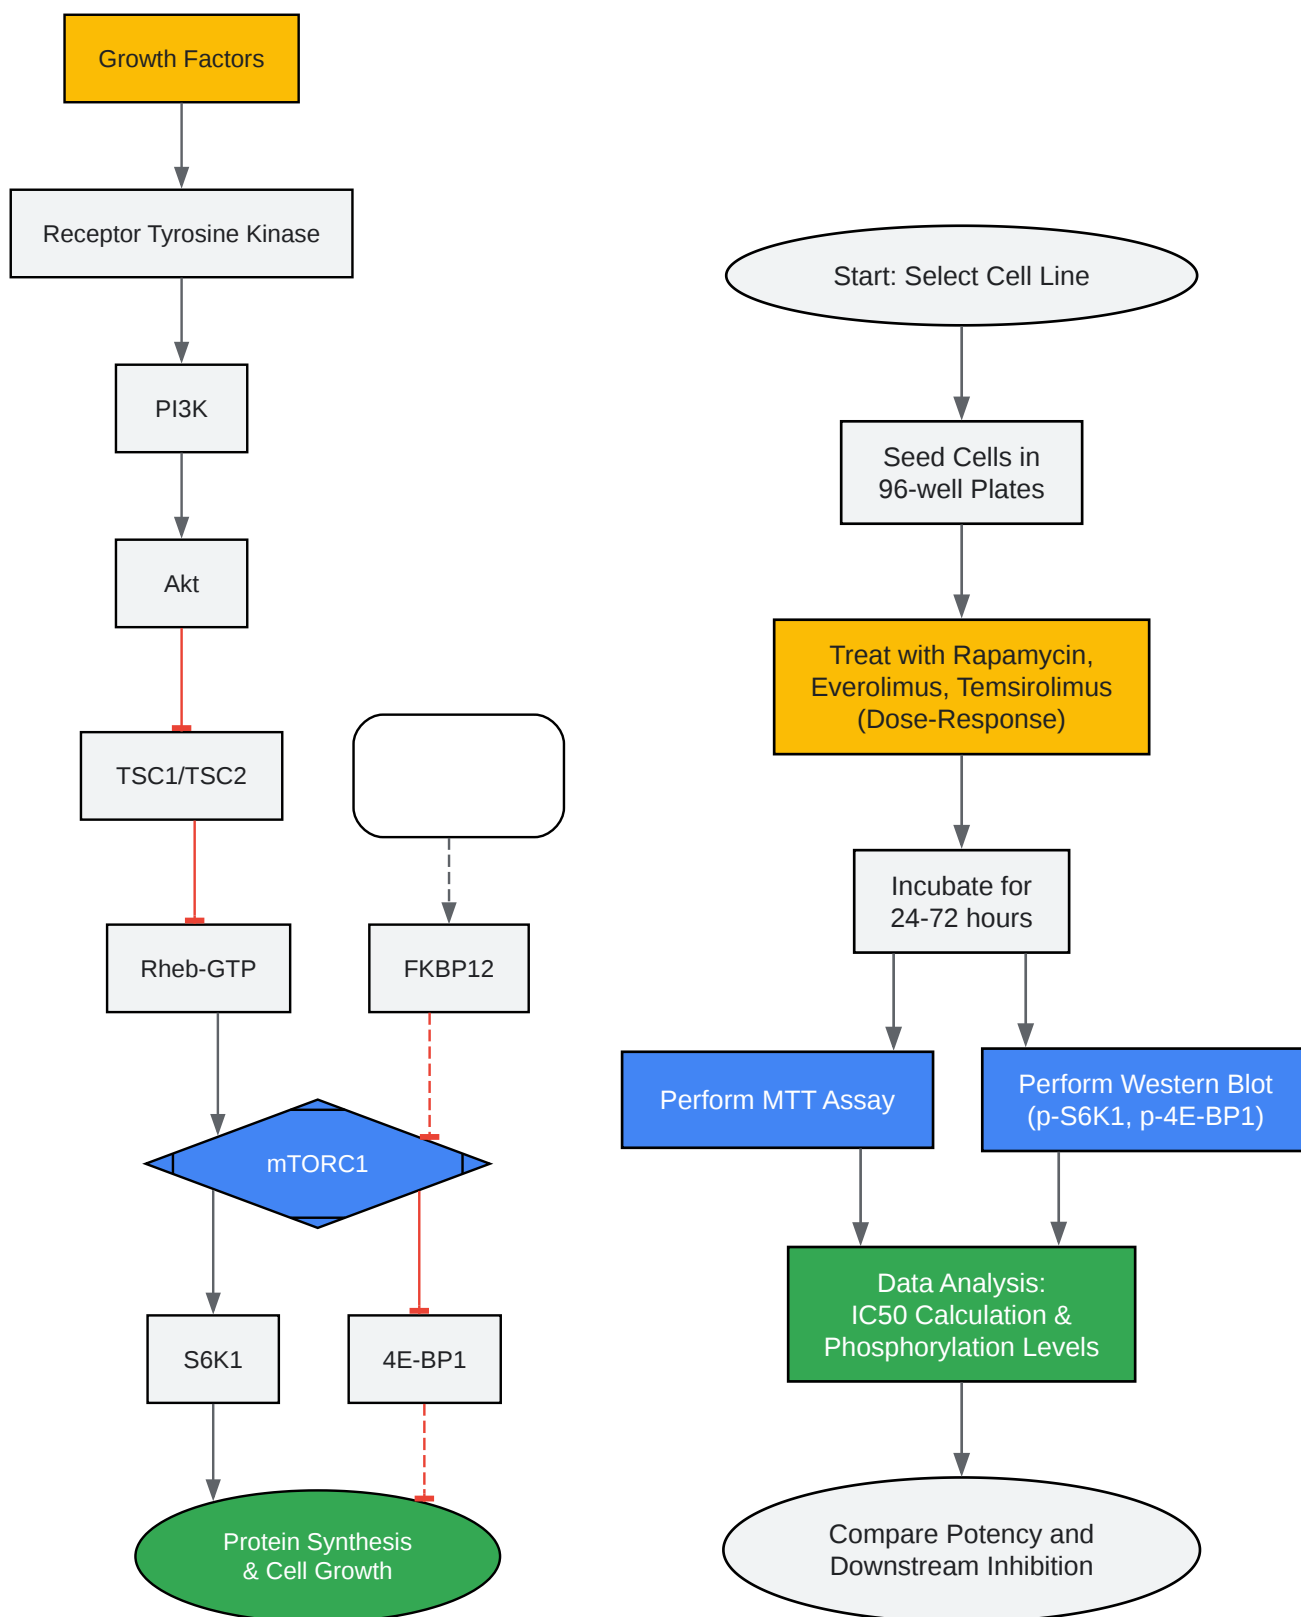 Growth Factors
Receptor Tyrosine Kinase
PI3K
Akt
TSC1/TSC2
Rheb-GTP
FKBP12
mTORC1
S6K1
4E-BP1
Protein Synthesis
& Cell Growth
Start: Select Cell Line
Seed Cells in
96-well Plates
Treat with Rapamycin,
Everolimus, Temsirolimus
(Dose-Response)
Incubate for
24-72 hours
Perform MTT Assay
Perform Western Blot
(p-S6K1, p-4E-BP1)
Data Analysis:
IC50 Calculation &
Phosphorylation Levels
Compare Potency and
Downstream Inhibition